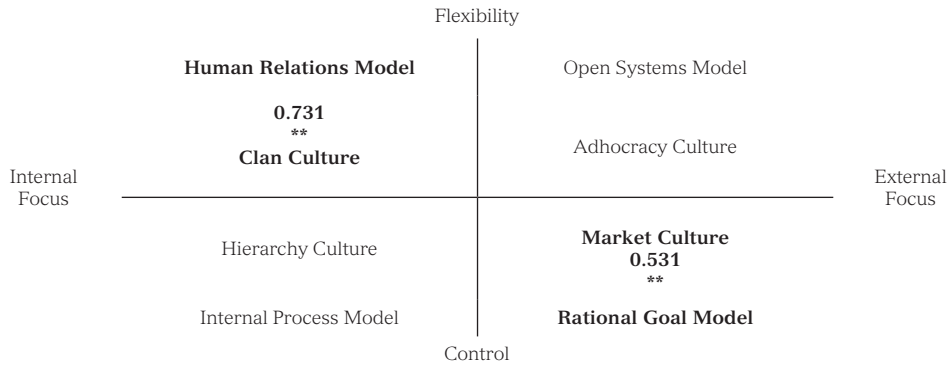 Flexibility
Human Relations Model
0.731
**
Clan Culture
Open Systems Model
Adhocracy Culture
Internal
Focus
External
Focus
Hierarchy Culture
Internal Process Model
Market Culture
0.531
**
Rational Goal Model
Control